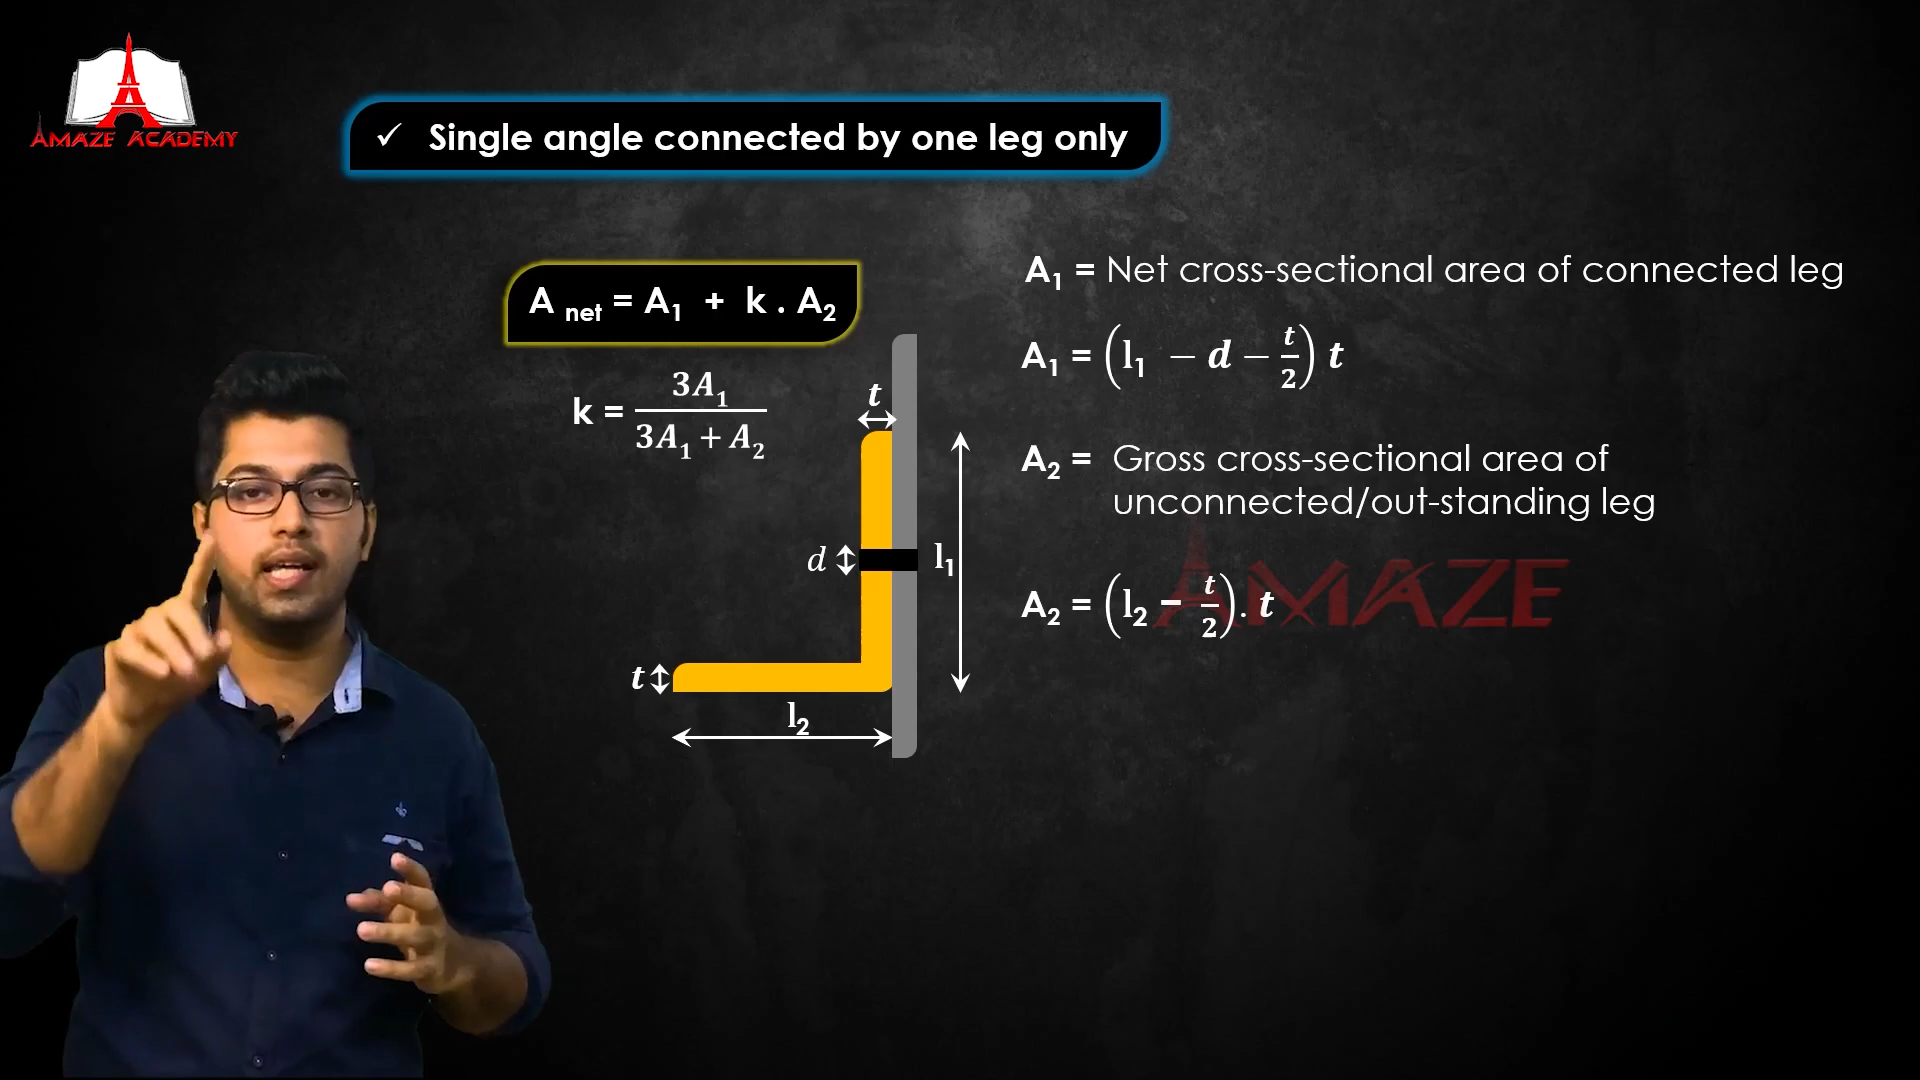 AMAZE ACADEMY
✓ Single angle connected by one leg only
A net = A₁ + k . A₂
k = 3A₁ / (3A₁ + A₂)
A₁ = Net cross-sectional area of connected leg
A₁ = (l₁ − d − t/2) t
A₂ = Gross cross-sectional area of
unconnected/out-standing leg
A₂ = (l₂ − t/2). t
t
d
l₁
t
l₂
AMAZE